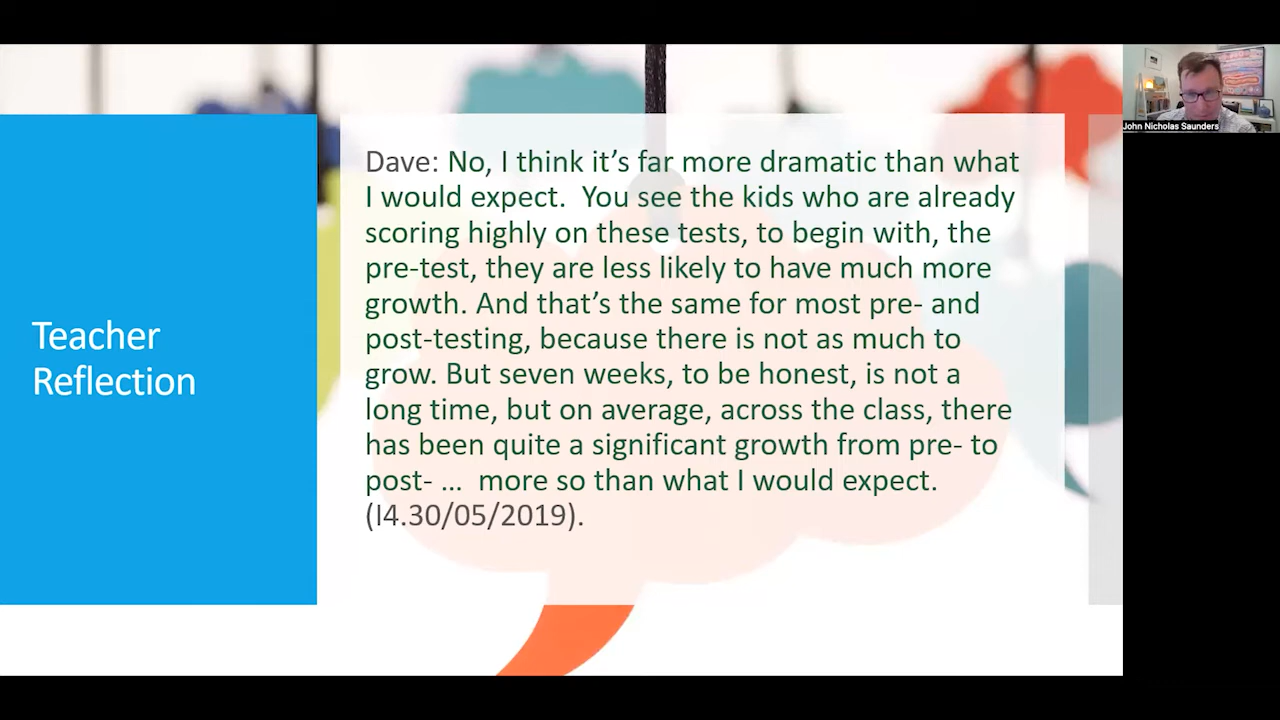 Teacher
Reflection
Dave: No, I think it's far more dramatic than what
I would expect.  You see the kids who are already
scoring highly on these tests, to begin with, the
pre-test, they are less likely to have much more
growth. And that's the same for most pre- and
post-testing, because there is not as much to
grow. But seven weeks, to be honest, is not a
long time, but on average, across the class, there
has been quite a significant growth from pre- to
post- ...  more so than what I would expect.
(I4.30/05/2019).
John Nicholas Saunders